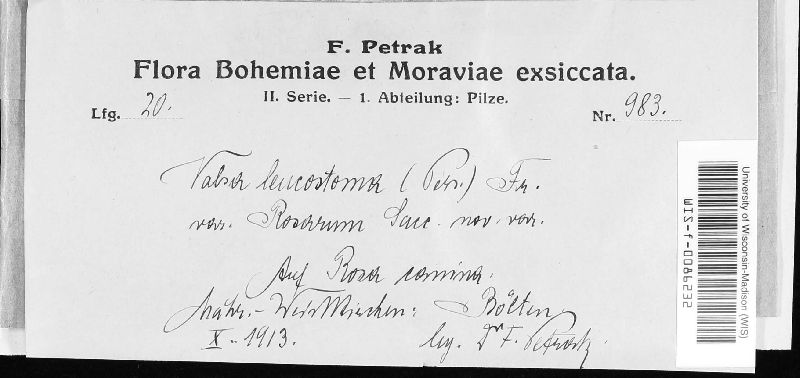 F. Petrak
Flora Bohemiae et Moraviae exsiccata.
II. Serie. — 1. Abteilung: Pilze.
Lfg. 20. Nr. 983.
Valsa leucostoma (Pers.) Fr.
var. Rosarum Sacc. nov. var.
Auf Rosa canina.
Mähr.-Weisskirchen: Bölten
X. 1913. leg. Dr F. Petrak
University of Wisconsin-Madison (WIS)
WIS-f-0086232